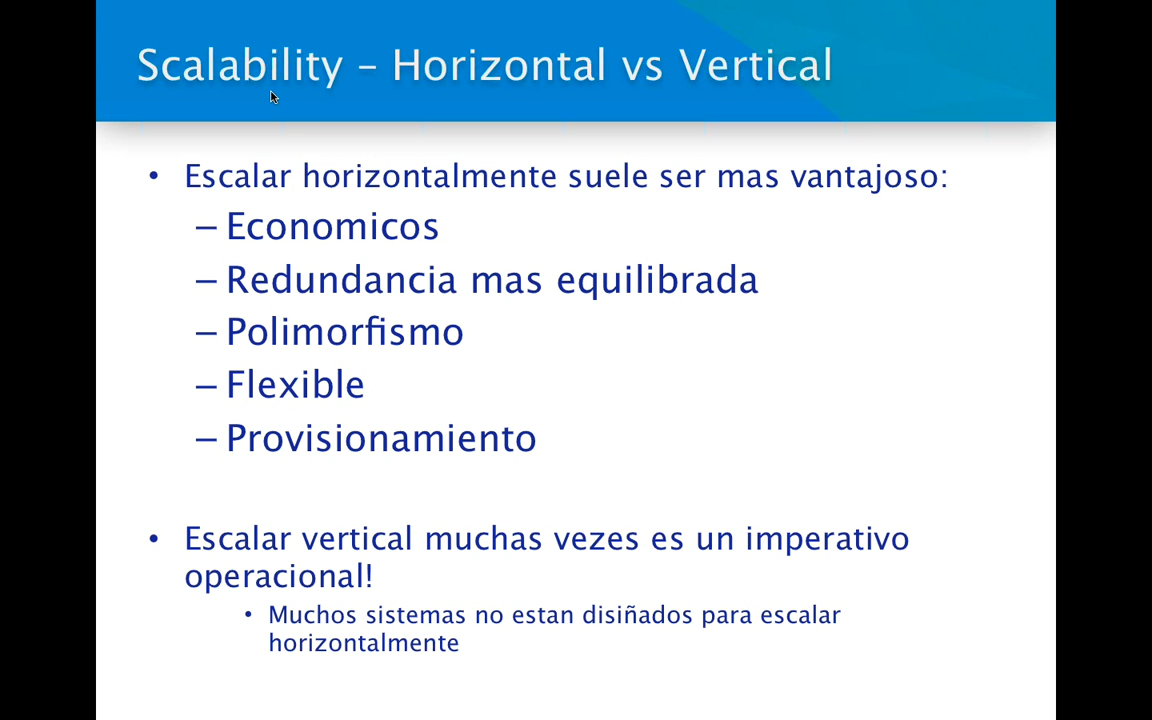 Scalability – Horizontal vs Vertical
• Escalar horizontalmente suele ser mas vantajoso:
– Economicos
– Redundancia mas equilibrada
– Polimorfismo
– Flexible
– Provisionamiento
• Escalar vertical muchas vezes es un imperativo
operacional!
• Muchos sistemas no estan disiñados para escalar
horizontalmente